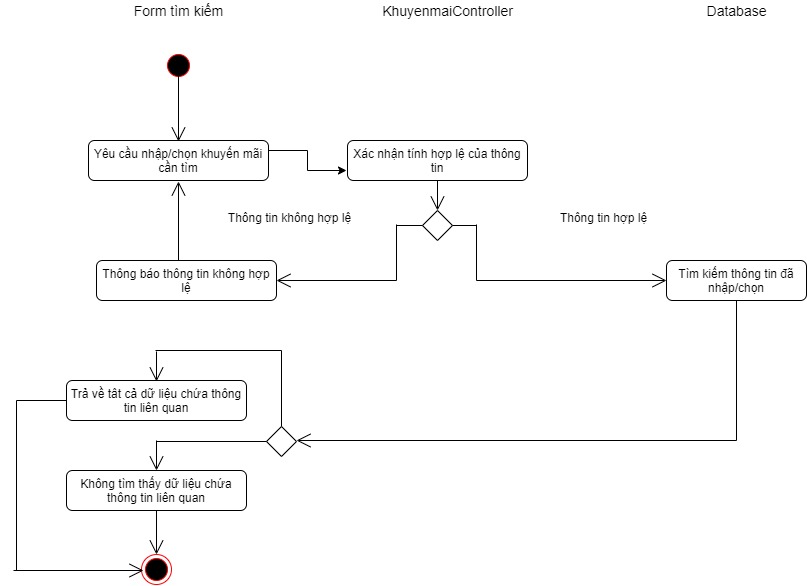 Form tìm kiếm
KhuyenmaiController
Database
Yêu cầu nhập/chọn khuyến mãi
cần tìm
Xác nhận tính hợp lệ của thông
tin
Thông tin không hợp lệ
Thông tin hợp lệ
Thông báo thông tin không hợp
lệ
Tìm kiếm thông tin đã
nhập/chọn
Trả về tât cả dữ liệu chứa thông
tin liên quan
Không tìm thấy dữ liệu chứa
thông tin liên quan